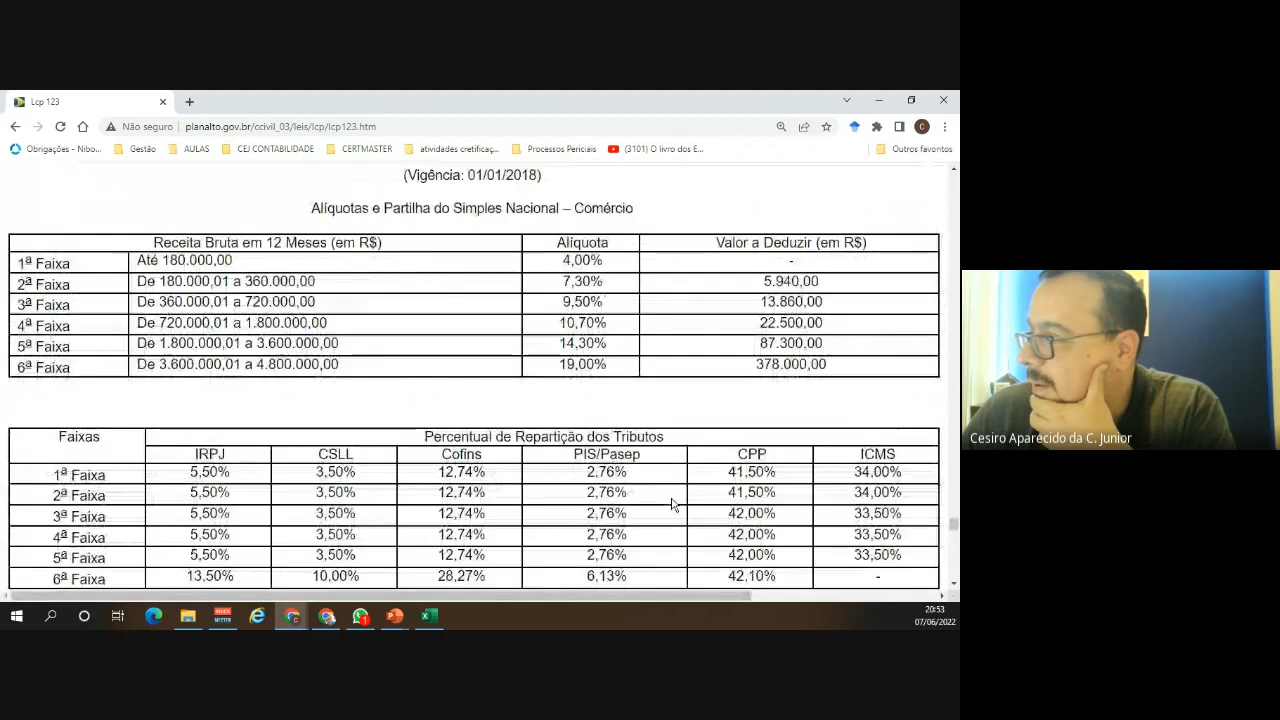 Lcp 123
Não seguro planalto.gov.br/ccivil_03/leis/lcp/lcp123.htm
C
Obrigações - Nibo... Gestão AULAS CEJ CONTABILIDADE CERTMASTER atividades cretificaç... Processos Periciais (3101) O livro dos E... Outros favoritos
(Vigência: 01/01/2018)
Alíquotas e Partilha do Simples Nacional – Comércio
Receita Bruta em 12 Meses (em R$) Alíquota Valor a Deduzir (em R$)
1ª Faixa Até 180.000,00 4,00% -
2ª Faixa De 180.000,01 a 360.000,00 7,30% 5.940,00
3ª Faixa De 360.000,01 a 720.000,00 9,50% 13.860,00
4ª Faixa De 720.000,01 a 1.800.000,00 10,70% 22.500,00
5ª Faixa De 1.800.000,01 a 3.600.000,00 14,30% 87.300,00
6ª Faixa De 3.600.000,01 a 4.800.000,00 19,00% 378.000,00
Faixas Percentual de Repartição dos Tributos
IRPJ CSLL Cofins PIS/Pasep CPP ICMS
1ª Faixa 5,50% 3,50% 12,74% 2,76% 41,50% 34,00%
2ª Faixa 5,50% 3,50% 12,74% 2,76% 41,50% 34,00%
3ª Faixa 5,50% 3,50% 12,74% 2,76% 42,00% 33,50%
4ª Faixa 5,50% 3,50% 12,74% 2,76% 42,00% 33,50%
5ª Faixa 5,50% 3,50% 12,74% 2,76% 42,00% 33,50%
6ª Faixa 13,50% 10,00% 28,27% 6,13% 42,10% -
Cesiro Aparecido da C. Junior
20:53
07/06/2022